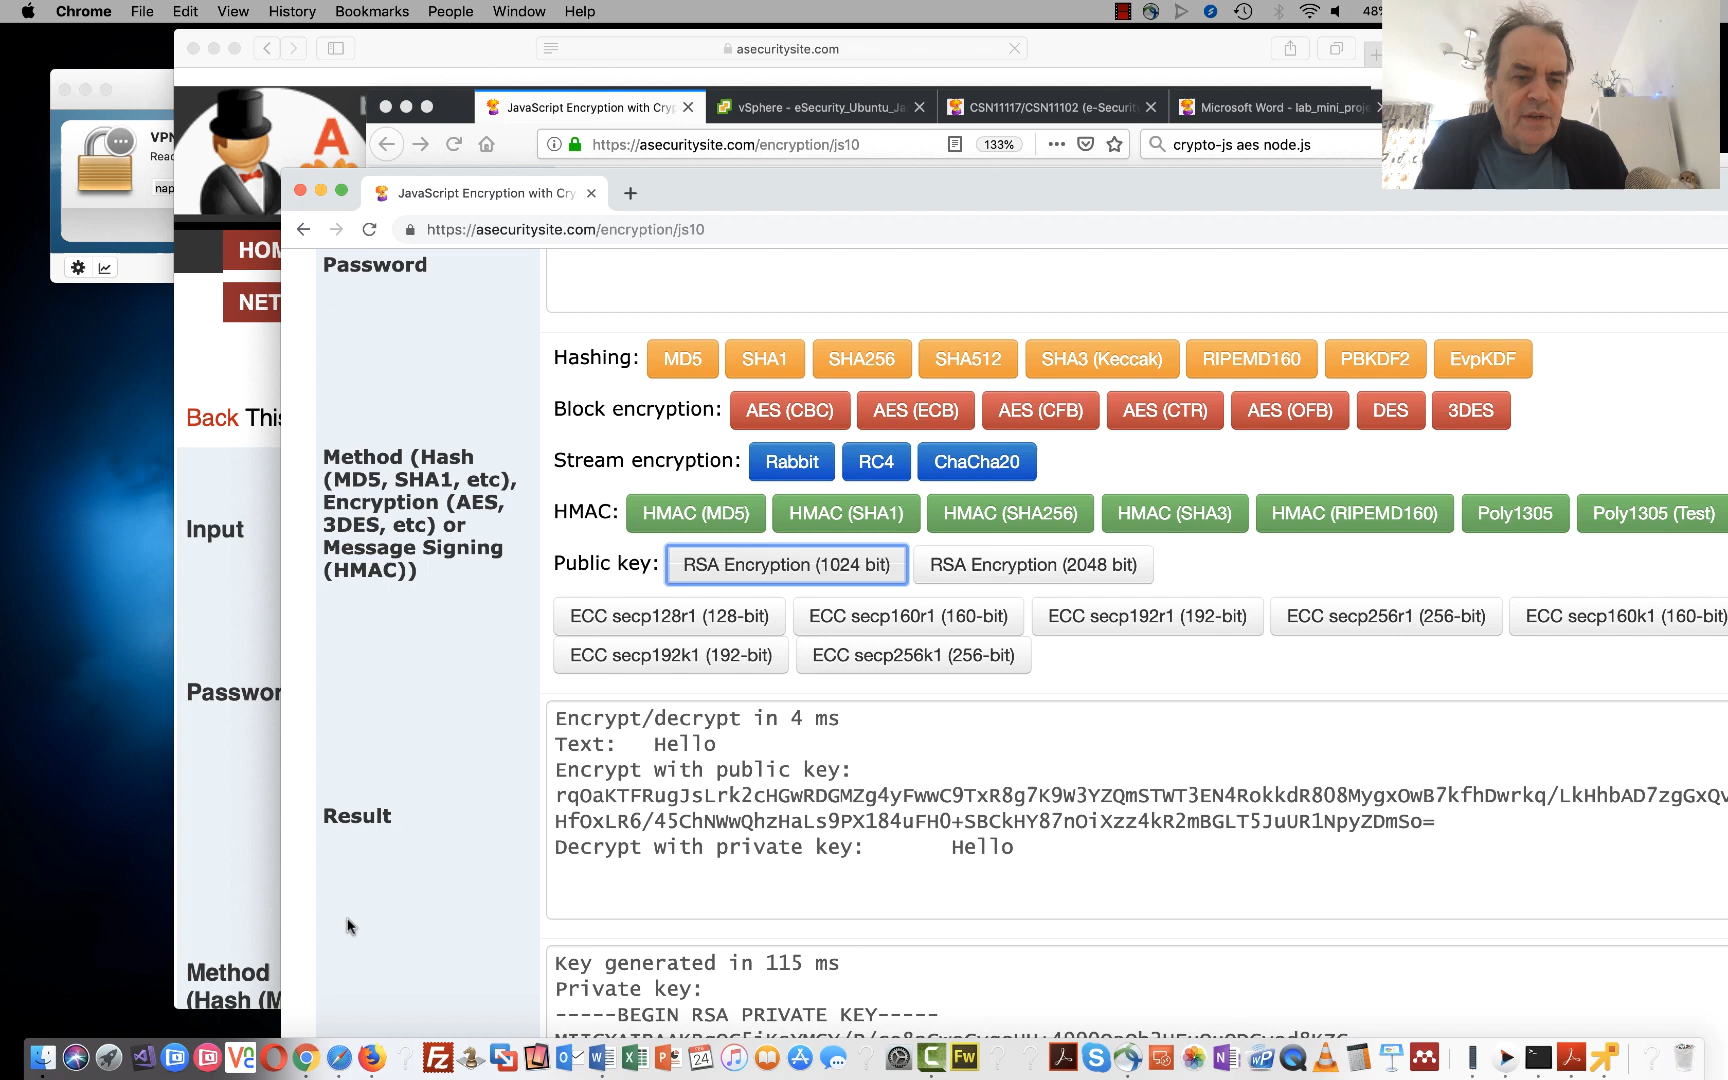 Chrome File Edit View History Bookmarks People Window Help 48%
asecuritysite.com
VPN
JavaScript Encryption with Cry
vSphere - eSecurity_Ubuntu_Ja
CSN11117/CSN11102 (e-Securit
Microsoft Word - lab_mini_proj
https://asecuritysite.com/encryption/js10
133%
crypto-js aes node.js
JavaScript Encryption with Cry
https://asecuritysite.com/encryption/js10
HOM
NET
Back This
Input
Passwor
Method
(Hash (M
Password
Hashing: MD5 SHA1 SHA256 SHA512 SHA3 (Keccak) RIPEMD160 PBKDF2 EvpKDF
Block encryption: AES (CBC) AES (ECB) AES (CFB) AES (CTR) AES (OFB) DES 3DES
Stream encryption: Rabbit RC4 ChaCha20
Method (Hash
(MD5, SHA1, etc),
Encryption (AES,
3DES, etc) or
Message Signing
(HMAC))
HMAC: HMAC (MD5) HMAC (SHA1) HMAC (SHA256) HMAC (SHA3) HMAC (RIPEMD160) Poly1305 Poly1305 (Test)
Public key: RSA Encryption (1024 bit) RSA Encryption (2048 bit)
ECC secp128r1 (128-bit) ECC secp160r1 (160-bit) ECC secp192r1 (192-bit) ECC secp256r1 (256-bit) ECC secp160k1 (160-bit)
ECC secp192k1 (192-bit) ECC secp256k1 (256-bit)
Result
Encrypt/decrypt in 4 ms
Text: Hello
Encrypt with public key:
rqOaKTFRugJsLrk2cHGwRDGMZg4yFwwC9TxR8g7K9W3YZQmSTWT3EN4RokkdR8O8MygxOwB7kfhDwrkq/LkHhbAD7zgGxQv
HfOxLR6/45ChNWwQhzHaLs9PX184uFH0+SBCkHY87nOiXzz4kR2mBGLT5JuUR1NpyZDmSo=
Decrypt with private key: Hello
Key generated in 115 ms
Private key:
-----BEGIN RSA PRIVATE KEY-----